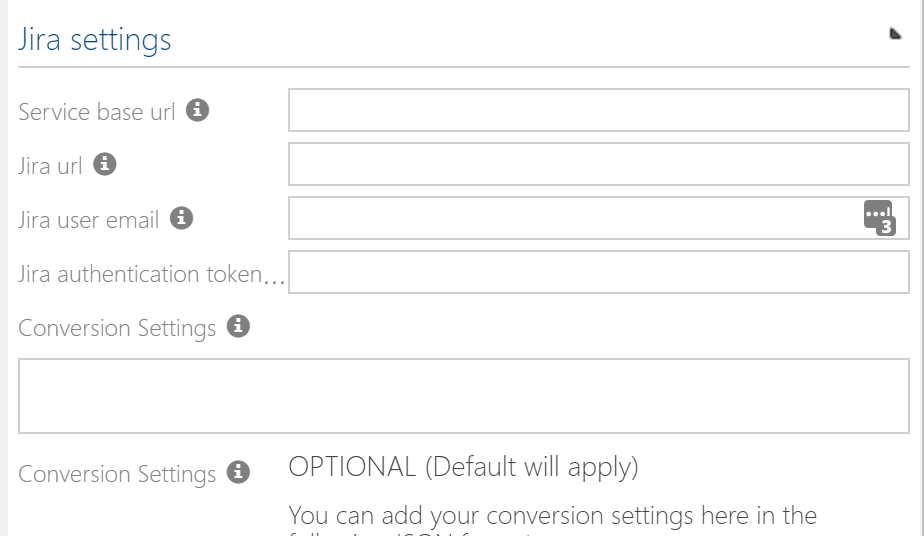 Jira settings
Service base url
Jira url
Jira user email
3
Jira authentication token...
Conversion Settings
Conversion Settings
OPTIONAL (Default will apply)
You can add your conversion settings here in the